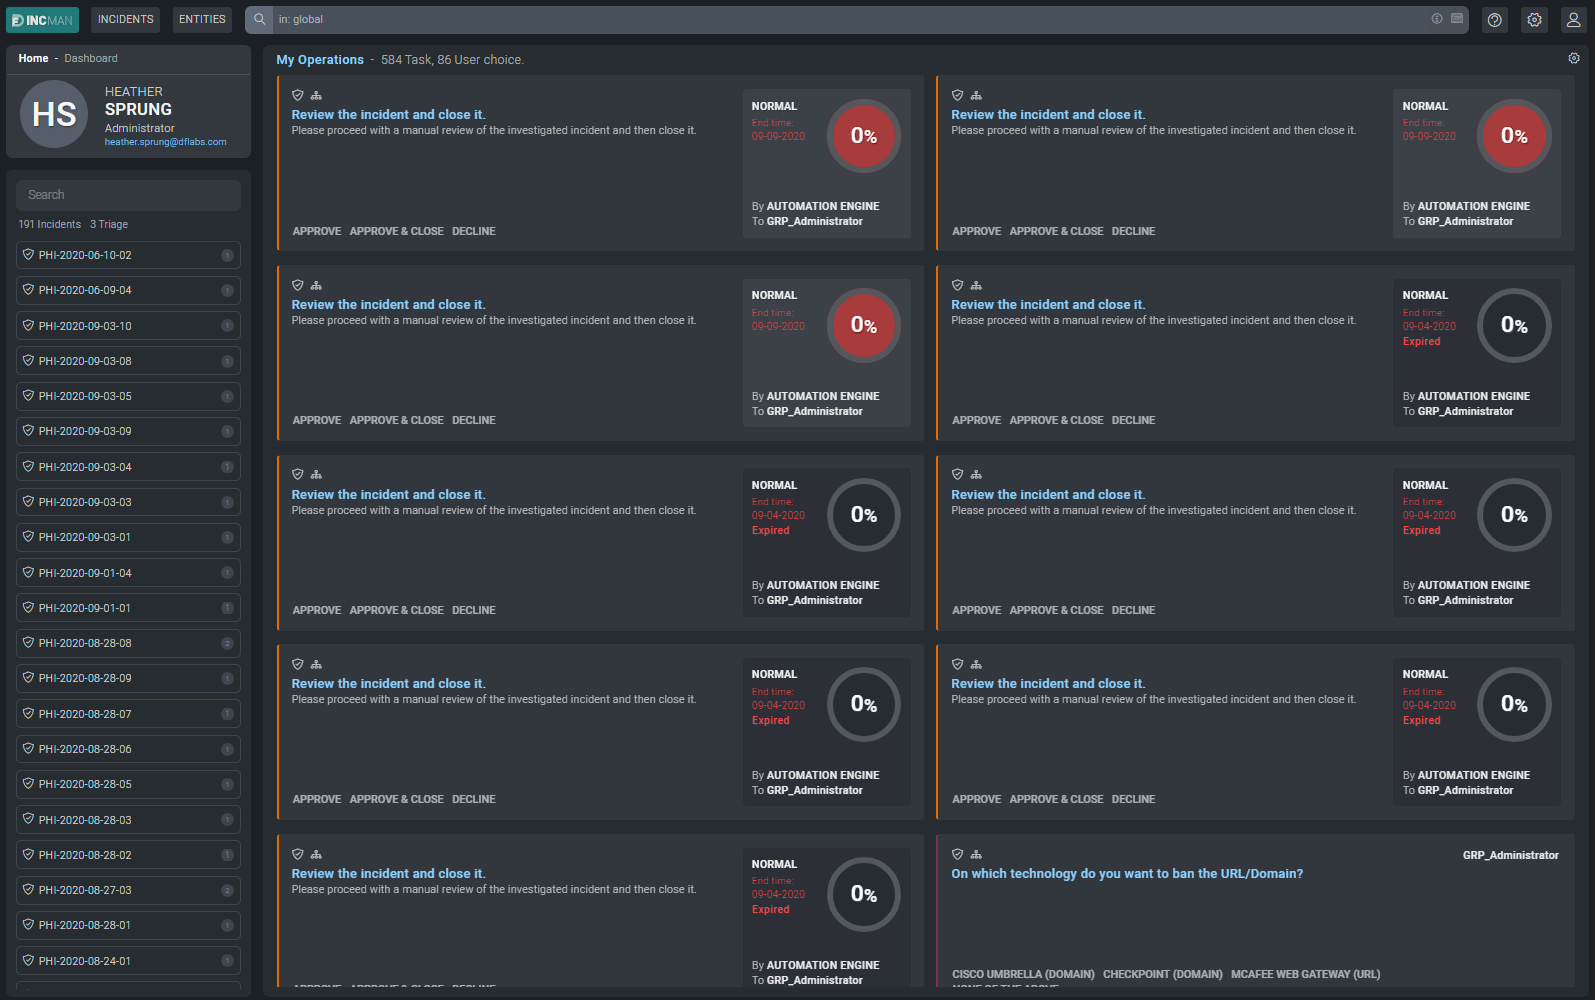 INCMAN
INCIDENTS
ENTITIES
in: global
Home - Dashboard
HS
HEATHER
SPRUNG
Administrator
heather.sprung@dflabs.com
Search
191 Incidents 3 Triage
PHI-2020-06-10-02 1
PHI-2020-06-09-04 1
PHI-2020-09-03-10 1
PHI-2020-09-03-08 1
PHI-2020-09-03-05 1
PHI-2020-09-03-09 1
PHI-2020-09-03-04 1
PHI-2020-09-03-03 1
PHI-2020-09-03-01 1
PHI-2020-09-01-04 1
PHI-2020-09-01-01 1
PHI-2020-08-28-08 2
PHI-2020-08-28-09 1
PHI-2020-08-28-07 1
PHI-2020-08-28-06 1
PHI-2020-08-28-05 1
PHI-2020-08-28-03 1
PHI-2020-08-28-02 1
PHI-2020-08-27-03 2
PHI-2020-08-28-01 1
PHI-2020-08-24-01 1
My Operations - 584 Task, 86 User choice.
Review the incident and close it.
Please proceed with a manual review of the investigated incident and then close it.
APPROVE APPROVE & CLOSE DECLINE
NORMAL
End time:
09-09-2020
0%
By AUTOMATION ENGINE
To GRP_Administrator
Review the incident and close it.
Please proceed with a manual review of the investigated incident and then close it.
APPROVE APPROVE & CLOSE DECLINE
NORMAL
End time:
09-09-2020
0%
By AUTOMATION ENGINE
To GRP_Administrator
Review the incident and close it.
Please proceed with a manual review of the investigated incident and then close it.
APPROVE APPROVE & CLOSE DECLINE
NORMAL
End time:
09-09-2020
0%
By AUTOMATION ENGINE
To GRP_Administrator
Review the incident and close it.
Please proceed with a manual review of the investigated incident and then close it.
APPROVE APPROVE & CLOSE DECLINE
NORMAL
End time:
09-04-2020
Expired
0%
By AUTOMATION ENGINE
To GRP_Administrator
Review the incident and close it.
Please proceed with a manual review of the investigated incident and then close it.
APPROVE APPROVE & CLOSE DECLINE
NORMAL
End time:
09-04-2020
Expired
0%
By AUTOMATION ENGINE
To GRP_Administrator
Review the incident and close it.
Please proceed with a manual review of the investigated incident and then close it.
APPROVE APPROVE & CLOSE DECLINE
NORMAL
End time:
09-04-2020
Expired
0%
By AUTOMATION ENGINE
To GRP_Administrator
Review the incident and close it.
Please proceed with a manual review of the investigated incident and then close it.
APPROVE APPROVE & CLOSE DECLINE
NORMAL
End time:
09-04-2020
Expired
0%
By AUTOMATION ENGINE
To GRP_Administrator
Review the incident and close it.
Please proceed with a manual review of the investigated incident and then close it.
APPROVE APPROVE & CLOSE DECLINE
NORMAL
End time:
09-04-2020
Expired
0%
By AUTOMATION ENGINE
To GRP_Administrator
Review the incident and close it.
Please proceed with a manual review of the investigated incident and then close it.
APPROVE APPROVE & CLOSE DECLINE
NORMAL
End time:
09-04-2020
Expired
0%
By AUTOMATION ENGINE
To GRP_Administrator
GRP_Administrator
On which technology do you want to ban the URL/Domain?
CISCO UMBRELLA (DOMAIN) CHECKPOINT (DOMAIN) MCAFEE WEB GATEWAY (URL)
NONE OF THE ABOVE